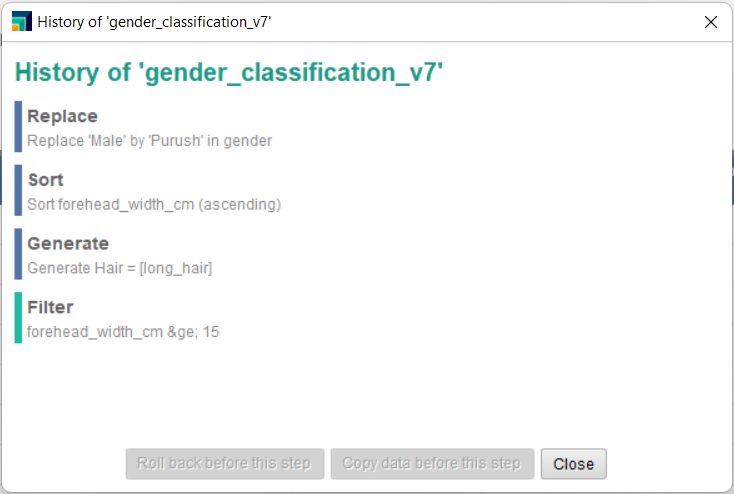 History of 'gender_classification_v7'
History of 'gender_classification_v7'
Replace
Replace 'Male' by 'Purush' in gender
Sort
Sort forehead_width_cm (ascending)
Generate
Generate Hair = [long_hair]
Filter
forehead_width_cm &ge; 15
Roll back before this step
Copy data before this step
Close